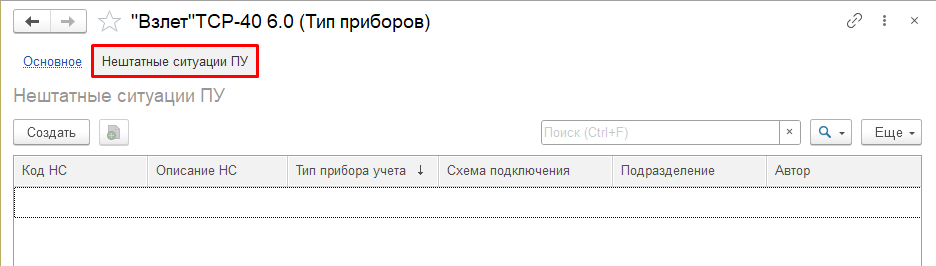 "Взлет"ТСР-40 6.0 (Тип приборов)
Основное Нештатные ситуации ПУ
Нештатные ситуации ПУ
Создать Поиск (Ctrl+F) × Еще
Код НС Описание НС Тип прибора учета ↓ Схема подключения Подразделение Автор